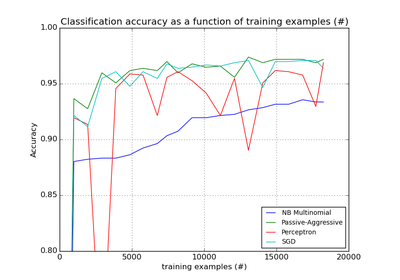 Classification accuracy as a function of training examples (#)
1.00
0.95
0.90
0.85
0.80
Accuracy
0
5000
10000
15000
20000
training examples (#)
NB Multinomial
Passive-Aggressive
Perceptron
SGD